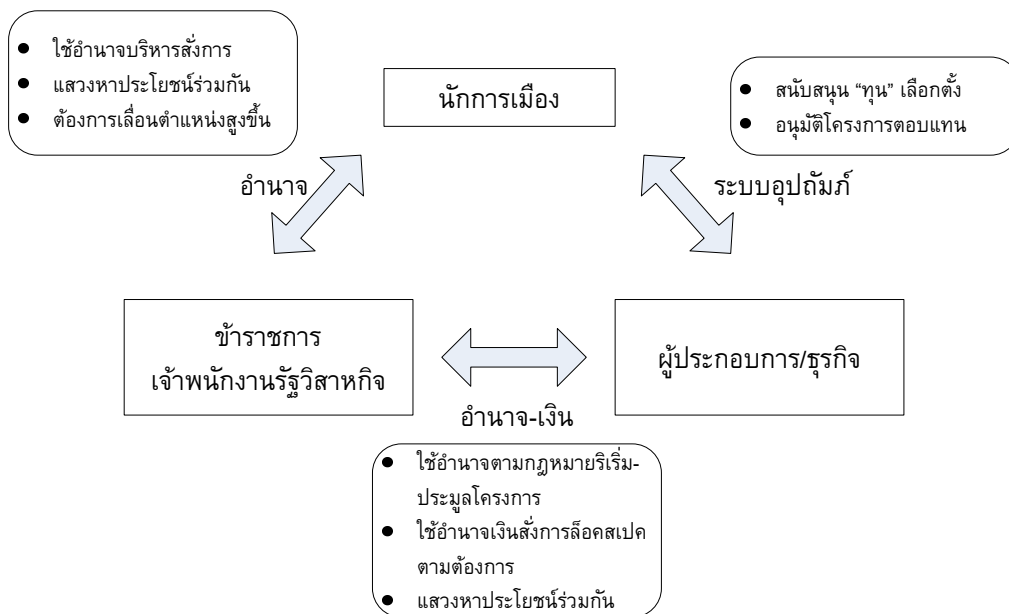 ใช้อำนาจบริหารสั่งการ
แสวงหาประโยชน์ร่วมกัน
ต้องการเลื่อนตำแหน่งสูงขึ้น
นักการเมือง
สนับสนุน “ทุน” เลือกตั้ง
อนุมัติโครงการตอบแทน
อำนาจ
ระบบอุปถัมภ์
ข้าราชการ
เจ้าพนักงานรัฐวิสาหกิจ
ผู้ประกอบการ/ธุรกิจ
อำนาจ-เงิน
ใช้อำนาจตามกฎหมายริเริ่ม-
ประมูลโครงการ
ใช้อำนาจเงินสั่งการล็อคสเปค
ตามต้องการ
แสวงหาประโยชน์ร่วมกัน